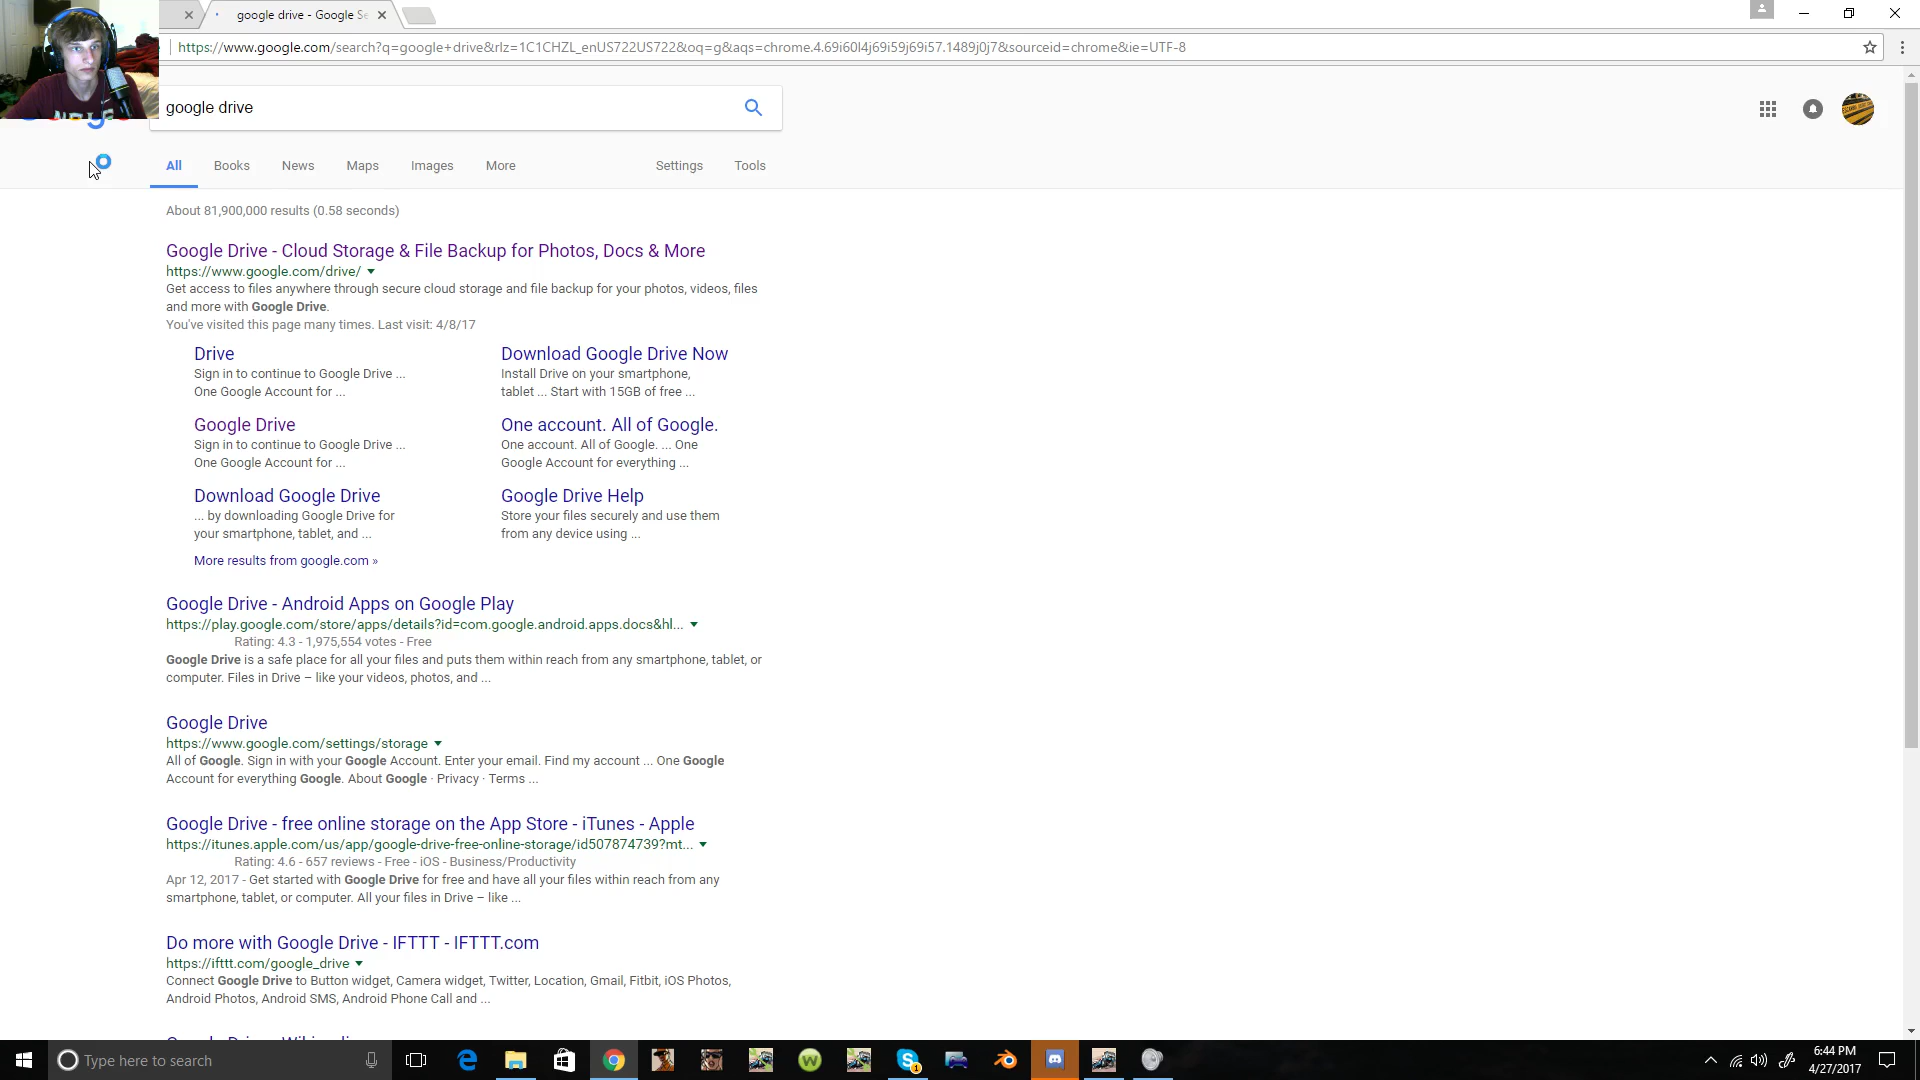 google drive - Google Se
https://www.google.com/search?q=google+drive&rlz=1C1CHZL_enUS722US722&oq=g&aqs=chrome.4.69i60l4j69i59j69i57.1489j0j7&sourceid=chrome&ie=UTF-8
google drive
All Books News Maps Images More Settings Tools
About 81,900,000 results (0.58 seconds)
Google Drive - Cloud Storage & File Backup for Photos, Docs & More
https://www.google.com/drive/
Get access to files anywhere through secure cloud storage and file backup for your photos, videos, files
and more with Google Drive.
You've visited this page many times. Last visit: 4/8/17
Drive
Sign in to continue to Google Drive ...
One Google Account for ...
Download Google Drive Now
Install Drive on your smartphone,
tablet ... Start with 15GB of free ...
Google Drive
Sign in to continue to Google Drive ...
One Google Account for ...
One account. All of Google.
One account. All of Google. ... One
Google Account for everything ...
Download Google Drive
... by downloading Google Drive for
your smartphone, tablet, and ...
Google Drive Help
Store your files securely and use them
from any device using ...
More results from google.com »
Google Drive - Android Apps on Google Play
https://play.google.com/store/apps/details?id=com.google.android.apps.docs&hl...
Rating: 4.3 - 1,975,554 votes - Free
Google Drive is a safe place for all your files and puts them within reach from any smartphone, tablet, or
computer. Files in Drive – like your videos, photos, and ...
Google Drive
https://www.google.com/settings/storage
All of Google. Sign in with your Google Account. Enter your email. Find my account ... One Google
Account for everything Google. About Google · Privacy · Terms ...
Google Drive - free online storage on the App Store - iTunes - Apple
https://itunes.apple.com/us/app/google-drive-free-online-storage/id507874739?mt...
Rating: 4.6 - 657 reviews - Free - iOS - Business/Productivity
Apr 12, 2017 - Get started with Google Drive for free and have all your files within reach from any
smartphone, tablet, or computer. All your files in Drive – like ...
Do more with Google Drive - IFTTT - IFTTT.com
https://ifttt.com/google_drive
Connect Google Drive to Button widget, Camera widget, Twitter, Location, Gmail, Fitbit, iOS Photos,
Android Photos, Android SMS, Android Phone Call and ...
Type here to search
6:44 PM
4/27/2017